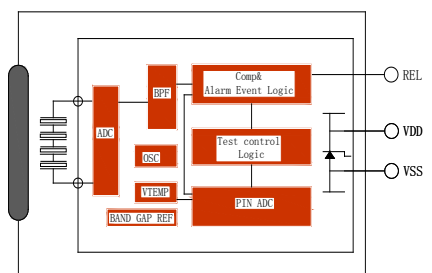 ADC
BPF
Comp&
Alarm Event Logic
REL
OSC
Test control
Logic
VDD
VTEMP
PIN ADC
VSS
BAND GAP REF